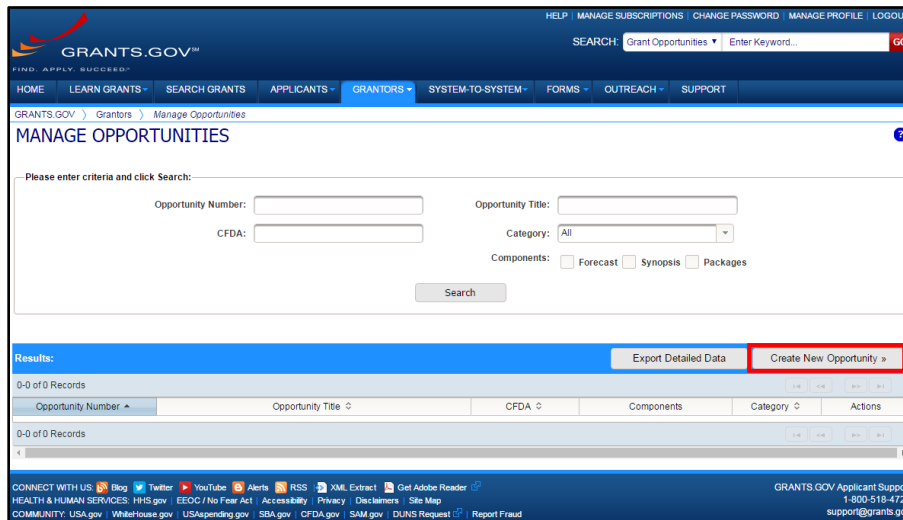 HELP | MANAGE SUBSCRIPTIONS | CHANGE PASSWORD | MANAGE PROFILE | LOGOU
GRANTS.GOV℠
FIND. APPLY. SUCCEED.℠
SEARCH: Grant Opportunities ▼ Enter Keyword... GO
HOME LEARN GRANTS SEARCH GRANTS APPLICANTS GRANTORS SYSTEM-TO-SYSTEM FORMS OUTREACH SUPPORT
GRANTS.GOV 〉 Grantors 〉 Manage Opportunities
MANAGE OPPORTUNITIES ?
Please enter criteria and click Search:
Opportunity Number: Opportunity Title:
CFDA: Category: All
Components: Forecast Synopsis Packages
Search
Results: Export Detailed Data Create New Opportunity »
0-0 of 0 Records
Opportunity Number Opportunity Title CFDA Components Category Actions
0-0 of 0 Records
CONNECT WITH US: Blog Twitter YouTube Alerts RSS XML Extract Get Adobe Reader
HEALTH & HUMAN SERVICES: HHS.gov | EEOC / No Fear Act | Accessibility | Privacy | Disclaimers | Site Map
COMMUNITY: USA.gov | WhiteHouse.gov | USAspending.gov | SBA.gov | CFDA.gov | SAM.gov | DUNS Request | Report Fraud
GRANTS.GOV Applicant Suppo
1-800-518-472
support@grants.go